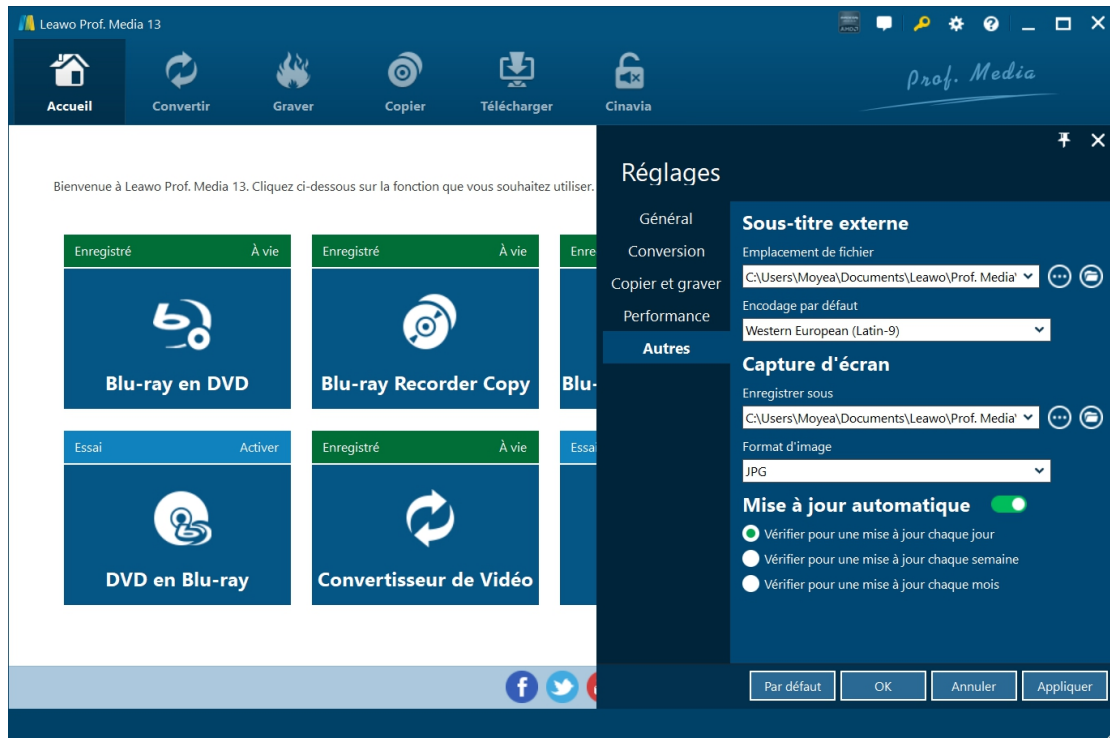 Leawo Prof. Media 13
Accueil
Convertir
Graver
Copier
Télécharger
Cinavia
Prof. Media
Bienvenue à Leawo Prof. Media 13. Cliquez ci-dessous sur la fonction que vous souhaitez utiliser.
Enregistré À vie
Blu-ray en DVD
Enregistré À vie
Blu-ray Recorder Copy
Enre
Blu-
Essai Activer
DVD en Blu-ray
Enregistré À vie
Convertisseur de Vidéo
Essai
Réglages
Général
Conversion
Copier et graver
Performance
Autres
Sous-titre externe
Emplacement de fichier
C:\Users\Moyea\Documents\Leawo\Prof. Media'
Encodage par défaut
Western European (Latin-9)
Capture d'écran
Enregistrer sous
C:\Users\Moyea\Documents\Leawo\Prof. Media'
Format d'image
JPG
Mise à jour automatique
Vérifier pour une mise à jour chaque jour
Vérifier pour une mise à jour chaque semaine
Vérifier pour une mise à jour chaque mois
Par défaut
OK
Annuler
Appliquer